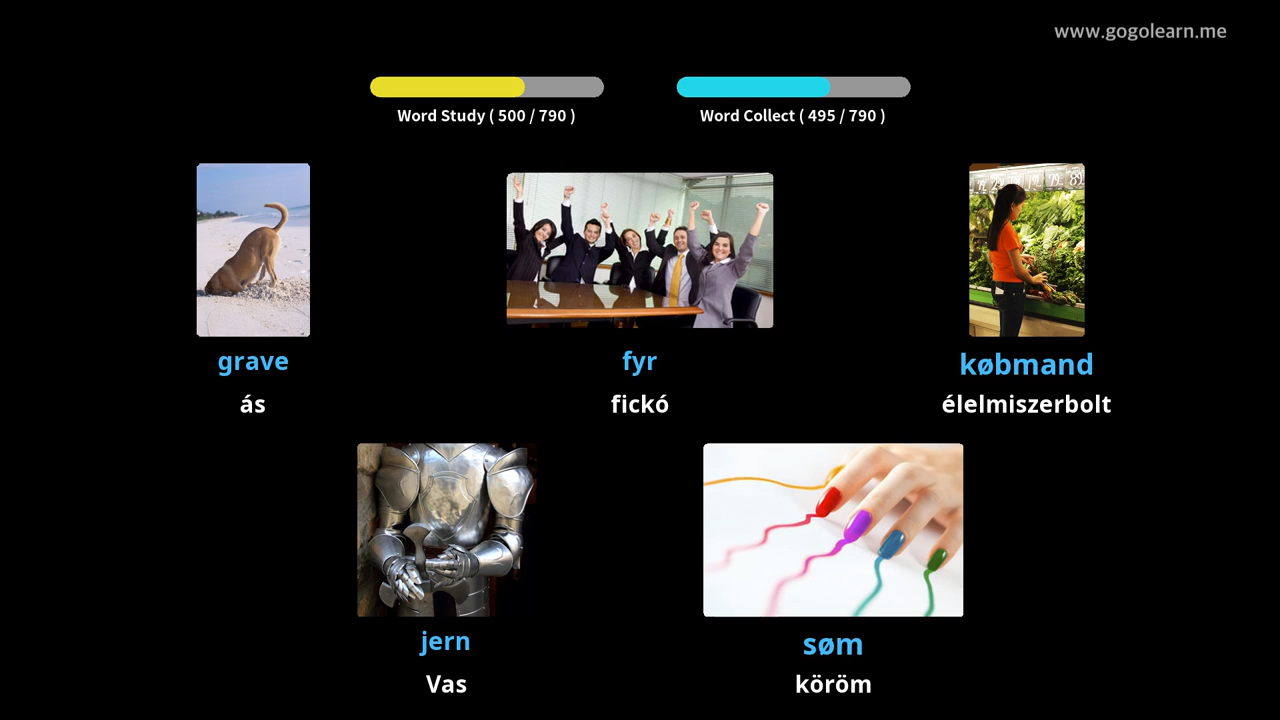 www.gogolearn.me
Word Study ( 500 / 790 )
Word Collect ( 495 / 790 )
grave
ás
fyr
fickó
købmand
élelmiszerbolt
jern
Vas
søm
köröm